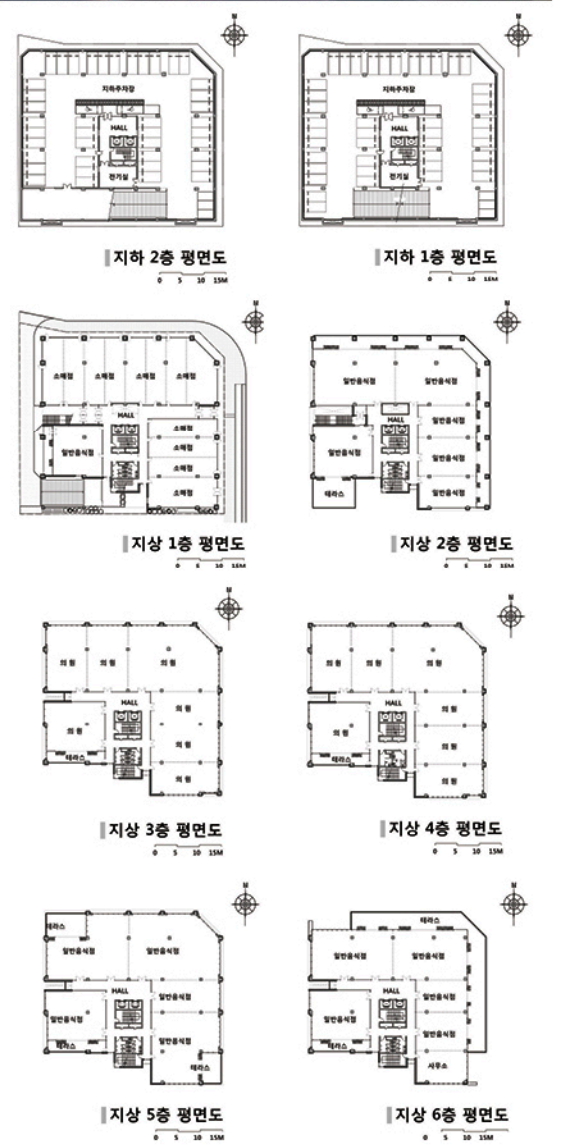 N
N
지하주차장
지하주차장
HALL
HALL
전기실
전기실
지하 2층 평면도
지하 1층 평면도
0 5 10 15M
0 5 10 15M
N
N
소매점 소매점 소매점 소매점
일반음식점 일반음식점
HALL
소매점
HALL
일반음식점
소매점
일반음식점
일반음식점
일반음식점
소매점
일반음식점
소매점
테라스
일반음식점
지상 1층 평면도
지상 2층 평면도
0 5 10 15M
0 5 10 15M
N
N
의 원 의 원 의 원
의 원 의 원 의 원
HALL
의 원
HALL
의 원
의 원
의 원
의 원
의 원
테라스
테라스
의 원
의 원
지상 3층 평면도
지상 4층 평면도
0 5 10 15M
0 5 10 15M
N
N
테라스
테라스
일반음식점 일반음식점
일반음식점 일반음식점
HALL
일반음식점
HALL
일반음식점
일반음식점
일반음식점
일반음식점
일반음식점
테라스
테라스
테라스
사무소
지상 5층 평면도
지상 6층 평면도
0 5 10 15M
0 5 10 15M